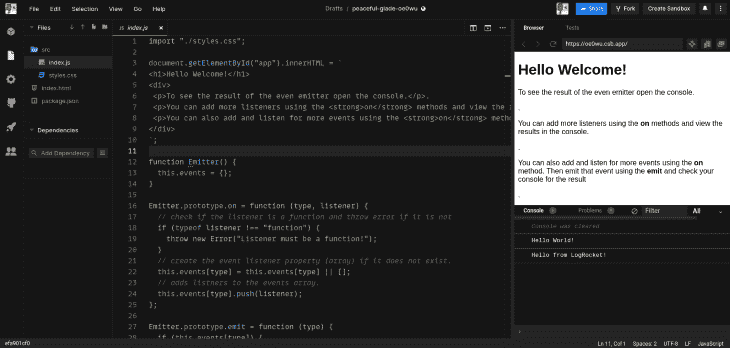 File Edit Selection View Go Help
Drafts / peaceful-glade-oe0wu
Share Fork Create Sandbox
Files
src
index.js
styles.css
index.html
package.json
Dependencies
Add Dependency
JS index.js
1 import "./styles.css";
2
3 document.getElementById("app").innerHTML = `
4 <h1>Hello Welcome!</h1>
5 <div>
6 <p>To see the result of the even emitter open the console.</p>.
7 <p>You can add more listeners using the <strong>on</strong> methods and view the
8 <p>You can also add and listen for more events using the <strong>on</strong>
9 </div>
10 `;
11
12 function Emitter() {
13 this.events = {};
14 }
15
16 Emitter.prototype.on = function (type, listener) {
17 // check if the listener is a function and throw error if it is not
18 if (typeof listener !== "function") {
19 throw new Error("Listener must be a function!");
20 }
21 // create the event listener property (array) if it does not exist.
22 this.events[type] = this.events[type] || [];
23 // adds listners to the events array.
24 this.events[type].push(listener);
25 };
26
27 Emitter.prototype.emit = function (type) {
28 if (this.events[type]) {
Browser Tests
https://oe0wu.csb.app/
Hello Welcome!
To see the result of the even emitter open the console.
.
You can add more listeners using the on methods and view the
results in the console.
.
You can also add and listen for more events using the on
method. Then emit that event using the emit and check your
console for the result
.
Console Problems Filter All
Console was cleared
Hello World!
Hello from LogRocket!
efa901cf0
Ln 11, Col 1 Spaces: 2 UTF-8 LF JavaScript